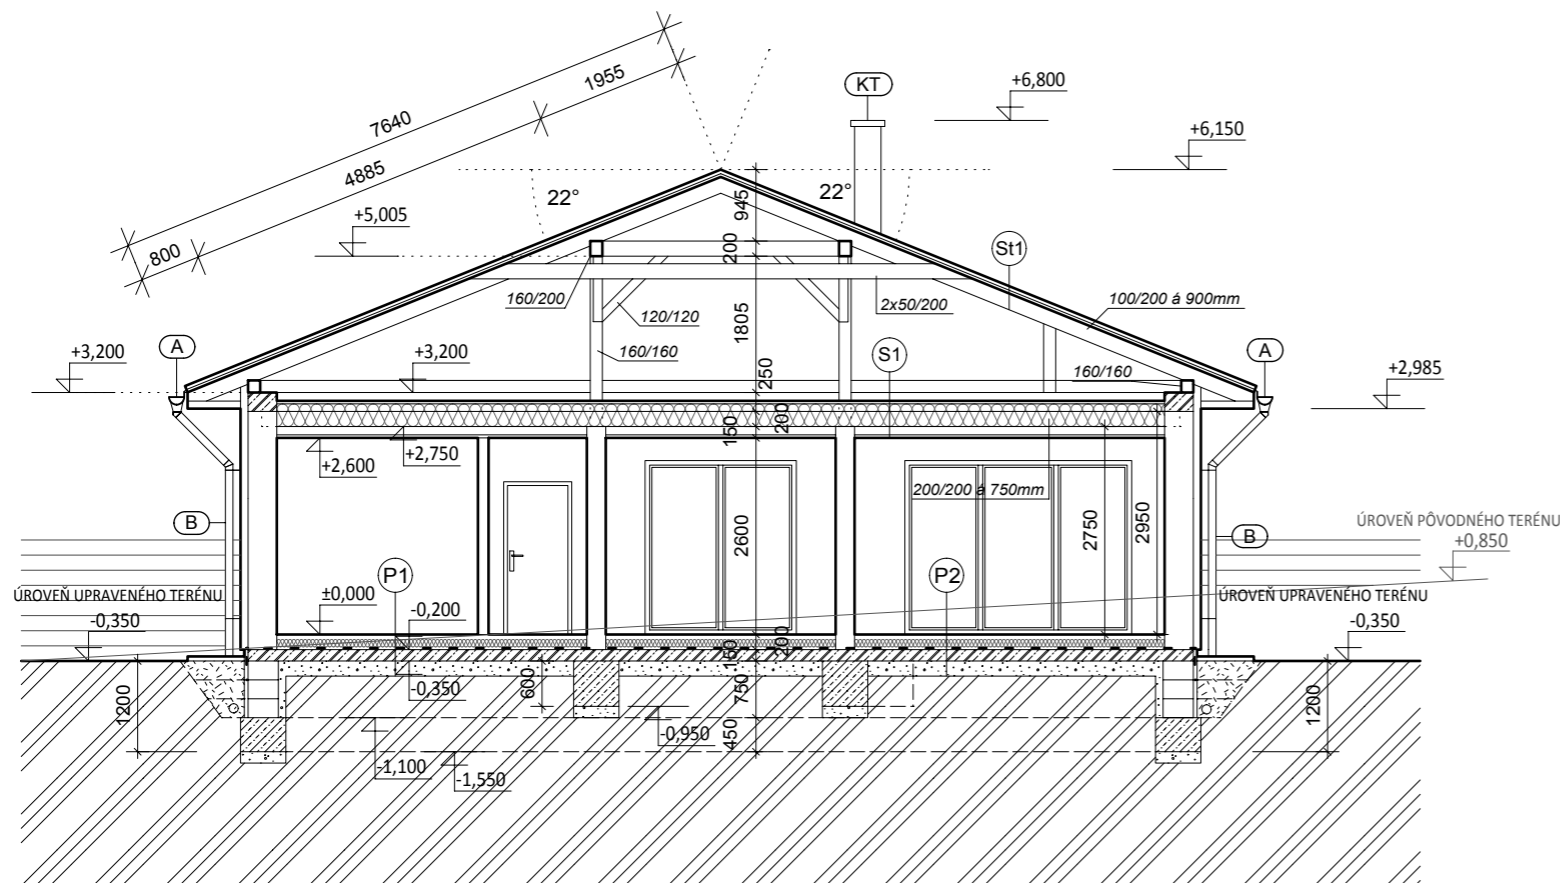 1955
7640
4885
800
KT
+6,800
+6,150
22°
22°
945
+5,005
200
St1
160/200
120/120
2x50/200
100/200 á 900mm
1805
160/160
A
+3,200
+3,200
S1
250
160/160
A
+2,985
150
200
+2,600
+2,750
200/200 á 750mm
2600
2750
2950
B
B
ÚROVEŇ PÔVODNÉHO TERÉNU
+0,850
P1
P2
ÚROVEŇ UPRAVENÉHO TERÉNU
±0,000
ÚROVEŇ UPRAVENÉHO TERÉNU
-0,350
-0,200
-0,350
150
200
-0,350
600
750
1200
1200
-0,950
450
-1,100
-1,550